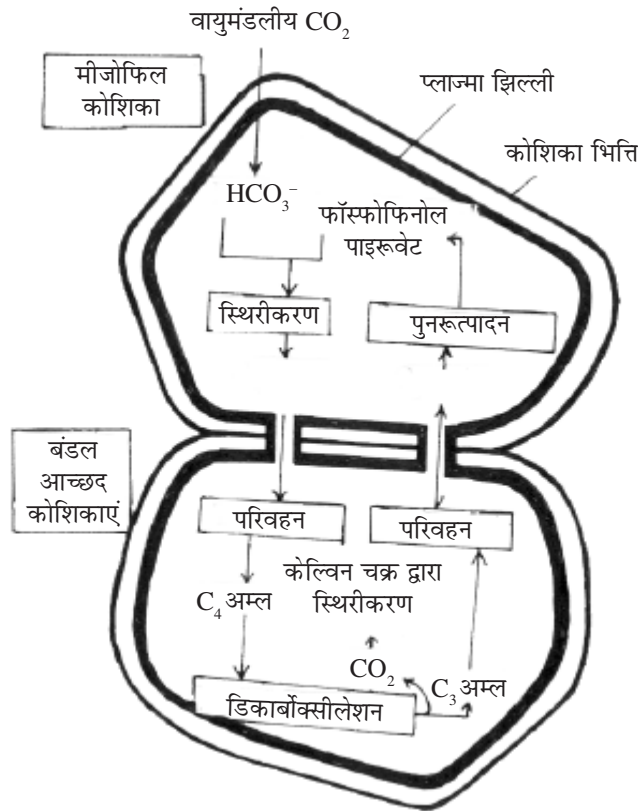 वायुमंडलीय CO₂
मीजोफिल
कोशिका
प्लाज्मा झिल्ली
कोशिका भित्ति
HCO₃⁻
फॉस्फोफिनोल
पाइरूवेट
स्थिरीकरण
पुनरूत्पादन
बंडल
आच्छद
कोशिकाएं
परिवहन
परिवहन
केल्विन चक्र द्वारा
स्थिरीकरण
C₄ अम्ल
CO₂
C₃ अम्ल
डिकार्बोक्सीलेशन